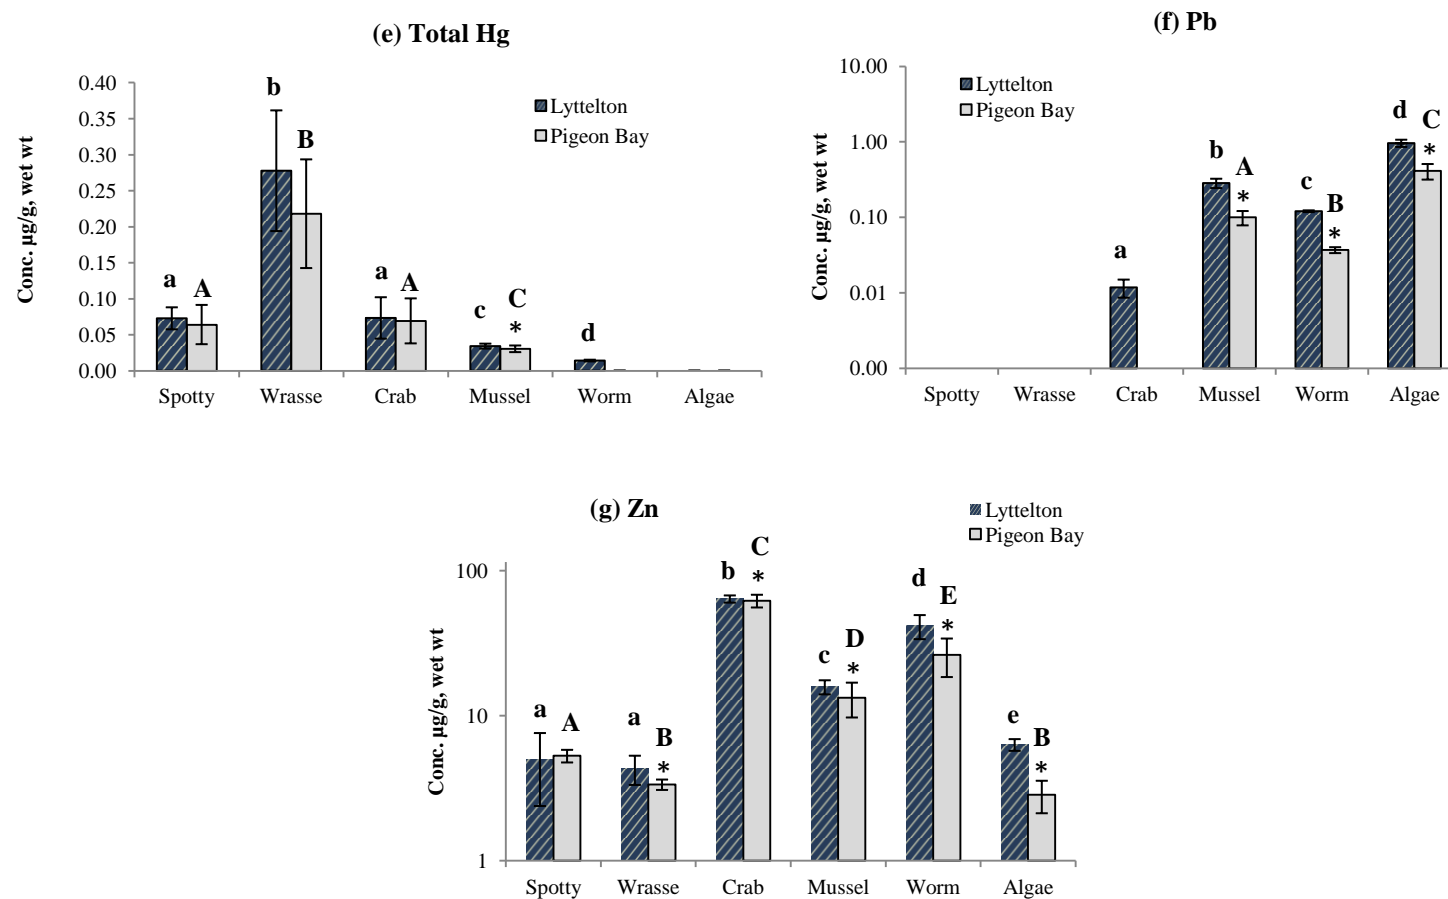 (e) Total Hg
Conc. µg/g, wet wt
0.40
0.35
0.30
0.25
0.20
0.15
0.10
0.05
0.00
Lyttelton
Pigeon Bay
a A b B a A c C * d
Spotty Wrasse Crab Mussel Worm Algae
(f) Pb
Conc. µg/g, wet wt
10.00
1.00
0.10
0.01
0.00
Lyttelton
Pigeon Bay
a b A * c B * d C *
Spotty Wrasse Crab Mussel Worm Algae
(g) Zn
Conc. µg/g, wet wt
100
10
1
Lyttelton
Pigeon Bay
a A a B * b C * c D * d E * e B *
Spotty Wrasse Crab Mussel Worm Algae